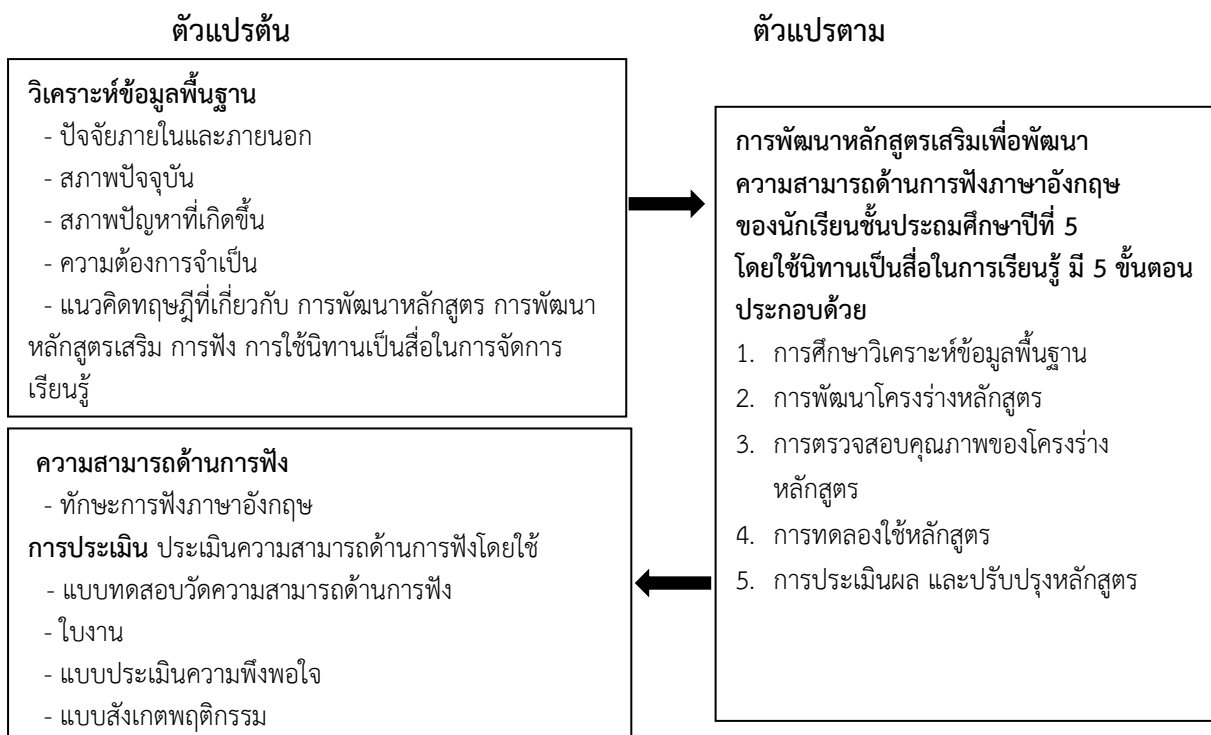 ตัวแปรต้น
ตัวแปรตาม
วิเคราะห์ข้อมูลพื้นฐาน
- ปัจจัยภายในและภายนอก
- สภาพปัจจุบัน
- สภาพปัญหาที่เกิดขึ้น
- ความต้องการจำเป็น
- แนวคิดทฤษฎีที่เกี่ยวกับ การพัฒนาหลักสูตร การพัฒนา
หลักสูตรเสริม การฟัง การใช้นิทานเป็นสื่อในการจัดการ
เรียนรู้
ความสามารถด้านการฟัง
- ทักษะการฟังภาษาอังกฤษ
การประเมิน ประเมินความสามารถด้านการฟังโดยใช้
- แบบทดสอบวัดความสามารถด้านการฟัง
- ใบงาน
- แบบประเมินความพึงพอใจ
- แบบสังเกตพฤติกรรม
การพัฒนาหลักสูตรเสริมเพื่อพัฒนา
ความสามารถด้านการฟังภาษาอังกฤษ
ของนักเรียนชั้นประถมศึกษาปีที่ 5
โดยใช้นิทานเป็นสื่อในการเรียนรู้ มี 5 ขั้นตอน
ประกอบด้วย
1. การศึกษาวิเคราะห์ข้อมูลพื้นฐาน
2. การพัฒนาโครงร่างหลักสูตร
3. การตรวจสอบคุณภาพของโครงร่าง
หลักสูตร
4. การทดลองใช้หลักสูตร
5. การประเมินผล และปรับปรุงหลักสูตร